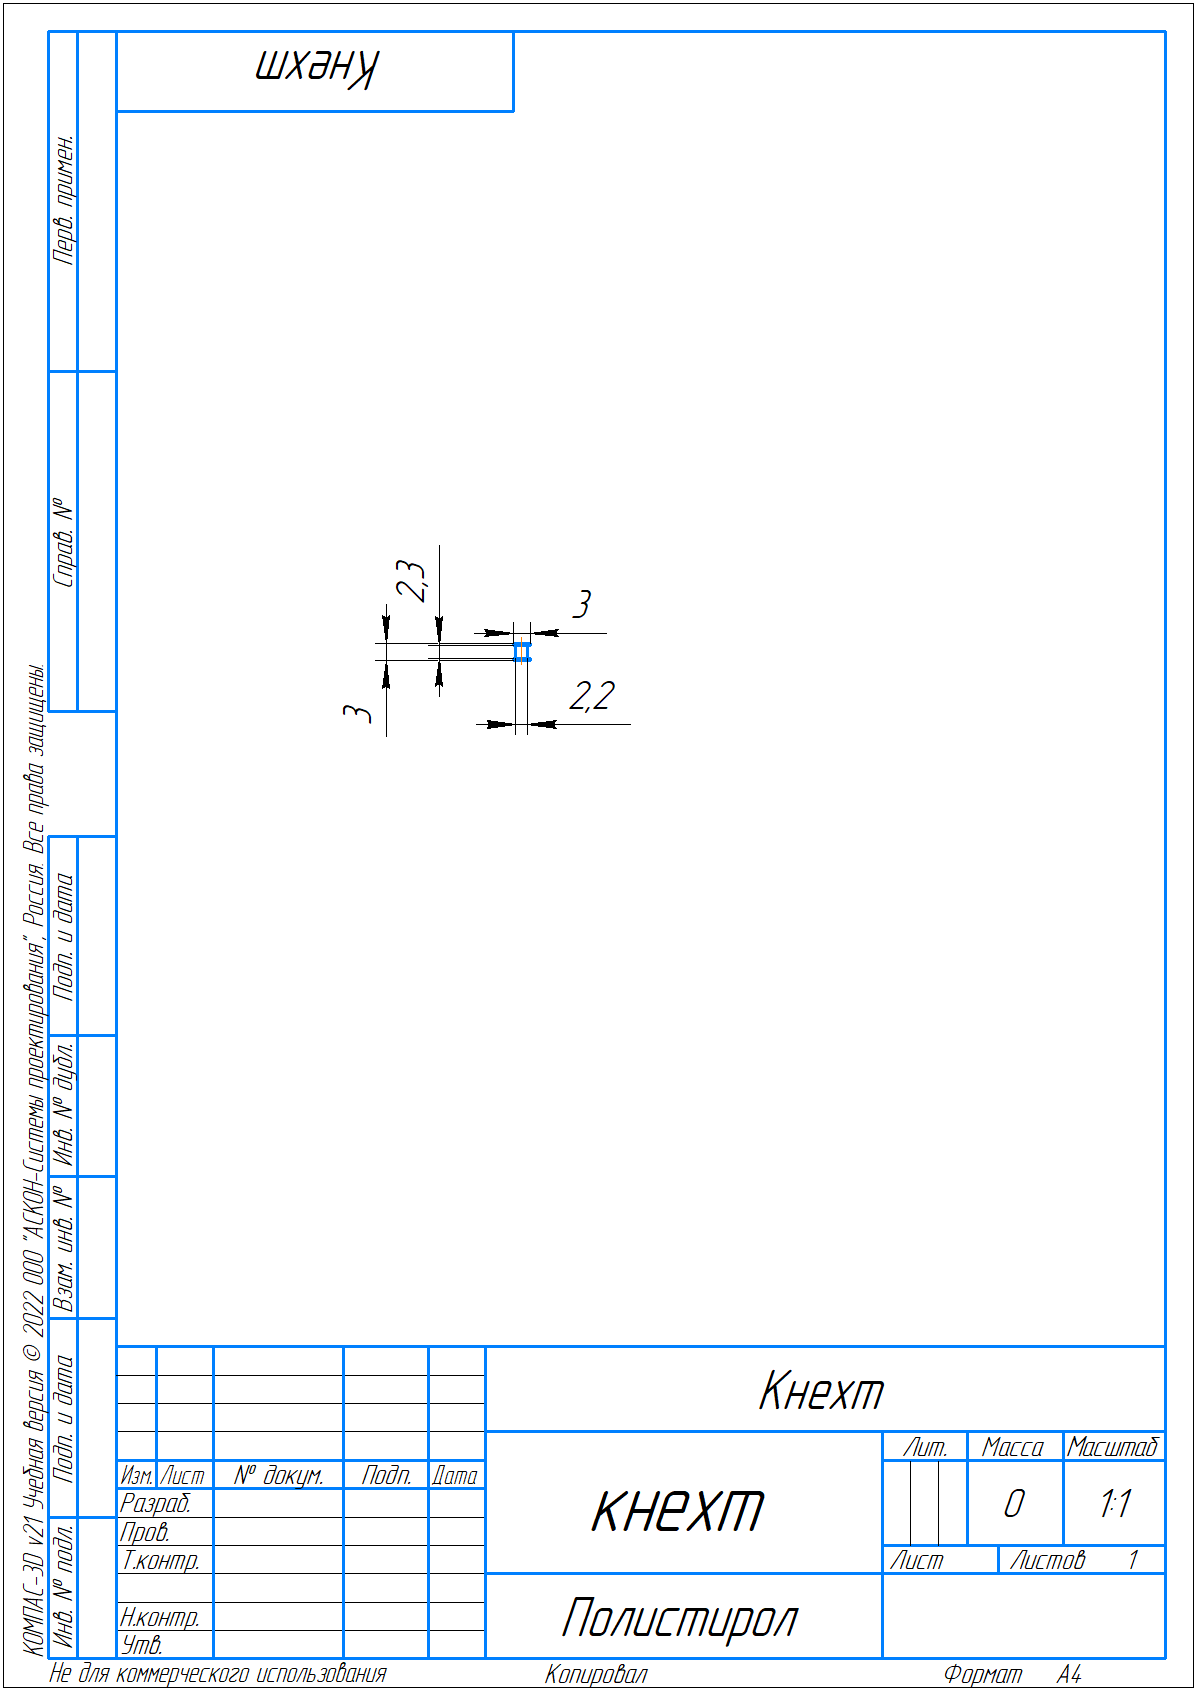 Кнехт
Перв. примен.
Справ. №
Подп. и дата
Инв. № дубл.
Взам. инв. №
Подп. и дата
Инв. № подл.
КОМПАС-3D v21 Учебная версия © 2022 ООО "АСКОН-Системы проектирования", Россия. Все права защищены.
2,3
3
3
2,2
Кнехт
Изм. Лист № докум. Подп. Дата
Разраб.
Пров.
Т.контр.
Н.контр.
Утв.
кнехт
Лит. Масса Масштаб
0 1:1
Лист Листов 1
Полистирол
Не для коммерческого использования Копировал Формат А4